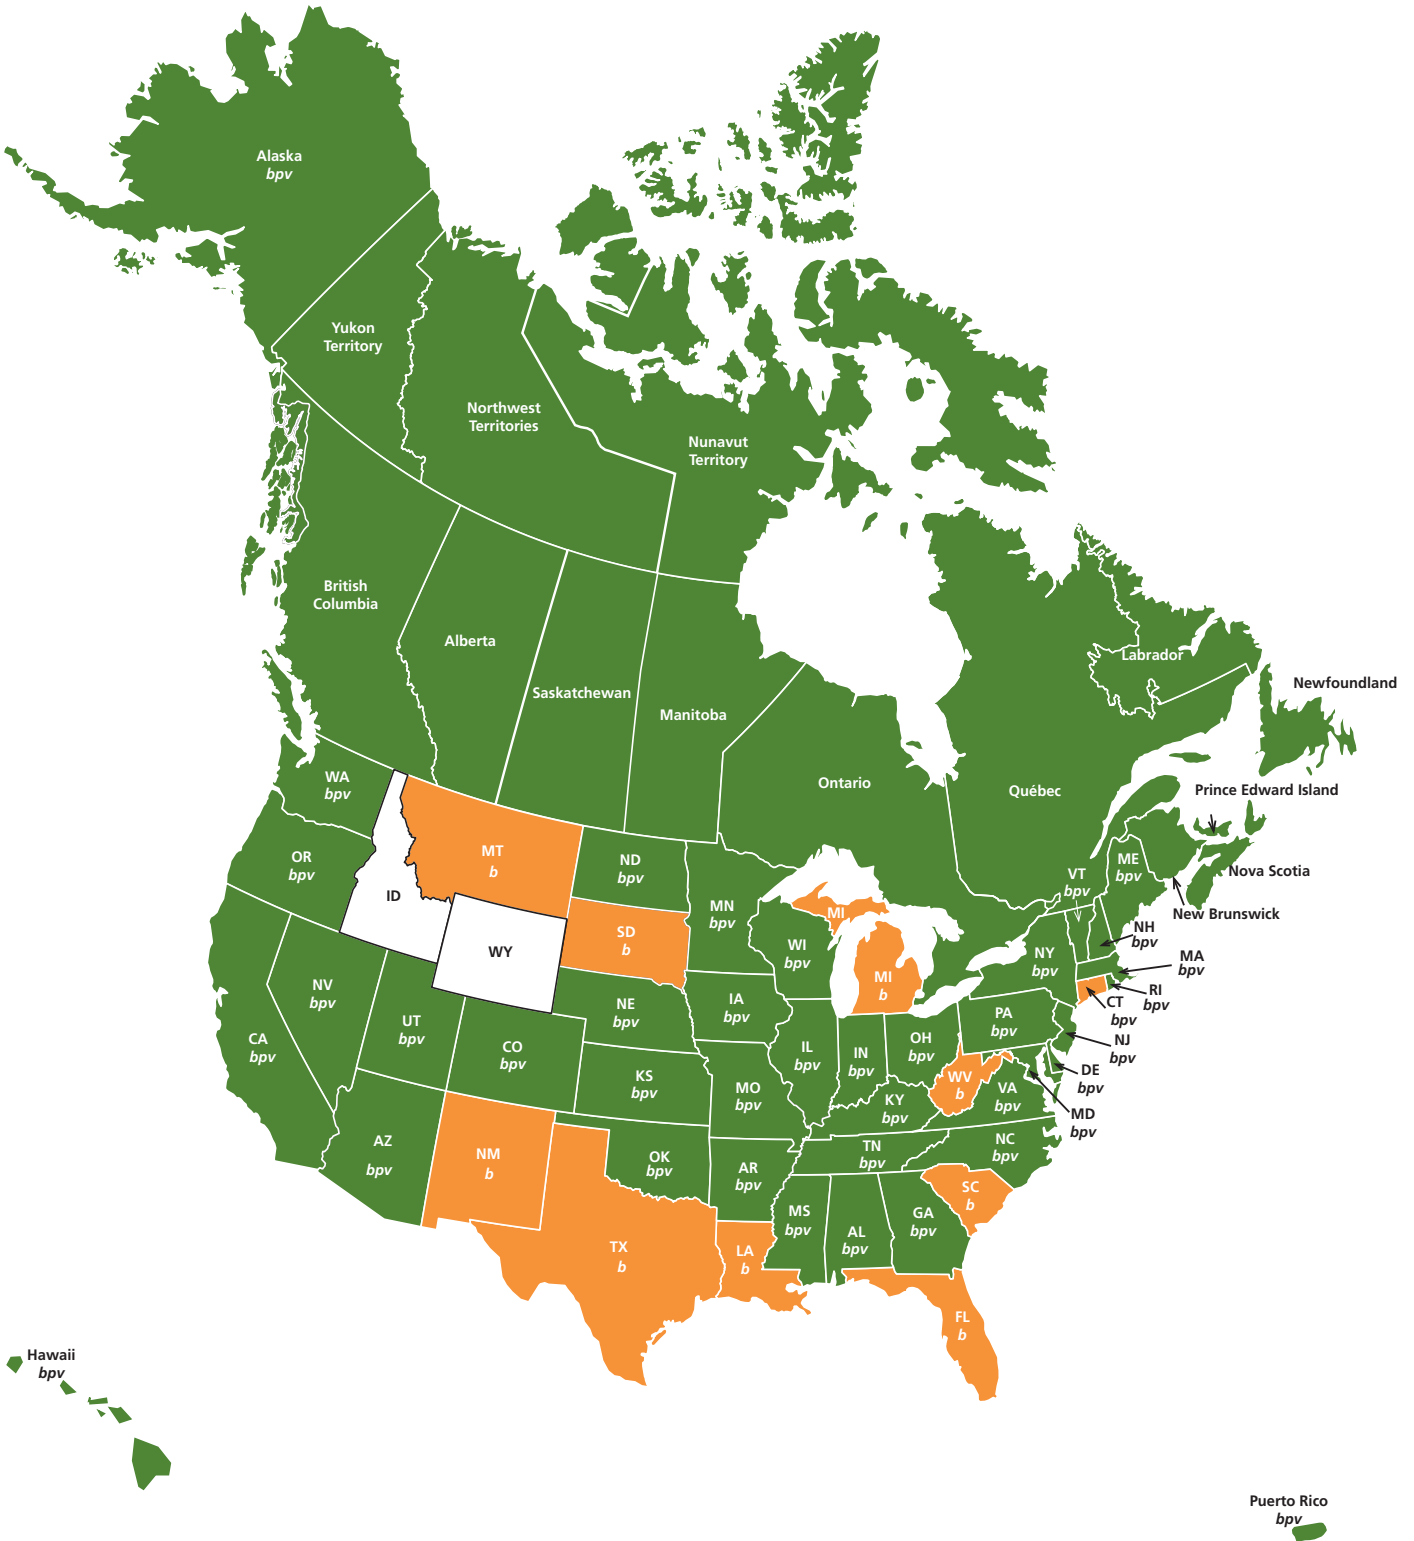 Alaska
bpv
Yukon
Territory
Northwest
Territories
Nunavut
Territory
British
Columbia
Alberta
Saskatchewan
Manitoba
Ontario
Québec
Labrador
Newfoundland
Prince Edward Island
Nova Scotia
New Brunswick
WA
bpv
OR
bpv
ID
MT
b
WY
ND
bpv
SD
b
MN
bpv
WI
bpv
MI
MI
b
VT
bpv
ME
bpv
NH
bpv
MA
bpv
RI
bpv
CT
bpv
NY
bpv
PA
bpv
NJ
bpv
DE
bpv
MD
bpv
CA
bpv
NV
bpv
UT
bpv
CO
bpv
NE
bpv
IA
bpv
KS
bpv
MO
bpv
IL
bpv
IN
bpv
OH
bpv
WV
b
VA
bpv
KY
bpv
NC
bpv
TN
bpv
AZ
bpv
NM
b
OK
bpv
AR
bpv
SC
b
MS
bpv
AL
bpv
GA
bpv
TX
b
LA
b
FL
b
Hawaii
bpv
Puerto Rico
bpv